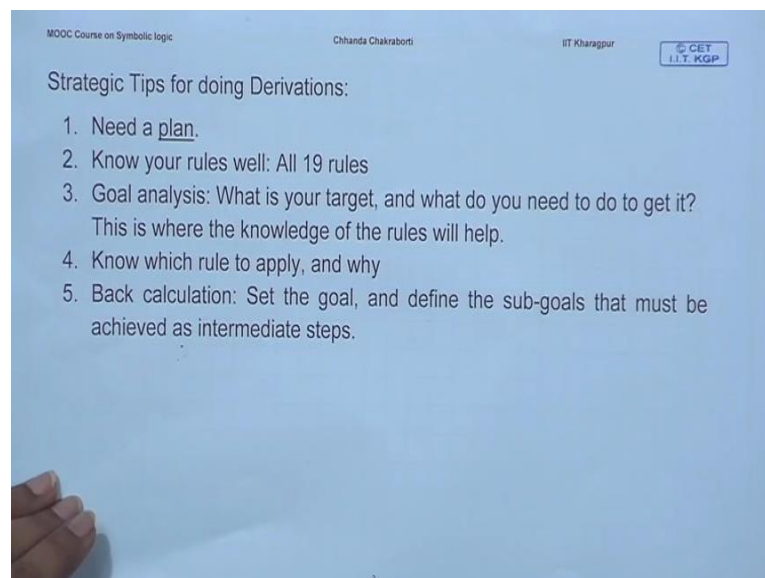 MOOC Course on Symbolic logic
Chhanda Chakraborti
IIT Kharagpur
© CET
I.I.T. KGP
Strategic Tips for doing Derivations:
1. Need a plan.
2. Know your rules well: All 19 rules
3. Goal analysis: What is your target, and what do you need to do to get it?
This is where the knowledge of the rules will help.
4. Know which rule to apply, and why
5. Back calculation: Set the goal, and define the sub-goals that must be
achieved as intermediate steps.